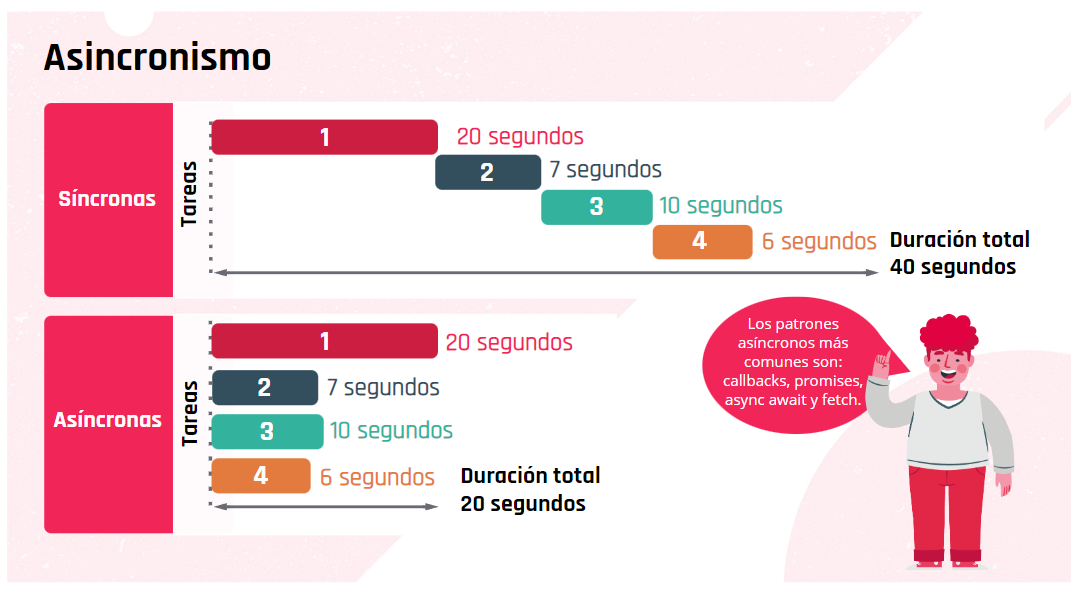 Asincronismo
Síncronas
Tareas
1
20 segundos
2
7 segundos
3
10 segundos
4
6 segundos
Duración total
40 segundos
Asíncronas
Tareas
1
20 segundos
2
7 segundos
3
10 segundos
4
6 segundos
Duración total
20 segundos
Los patrones
asíncronos más
comunes son:
callbacks, promises,
async await y fetch.